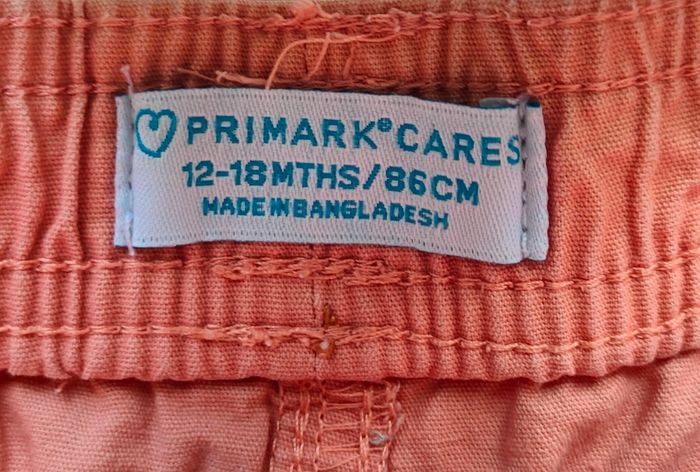 PRIMARK® CARES
12-18MTHS/86CM
MADE IN BANGLADESH